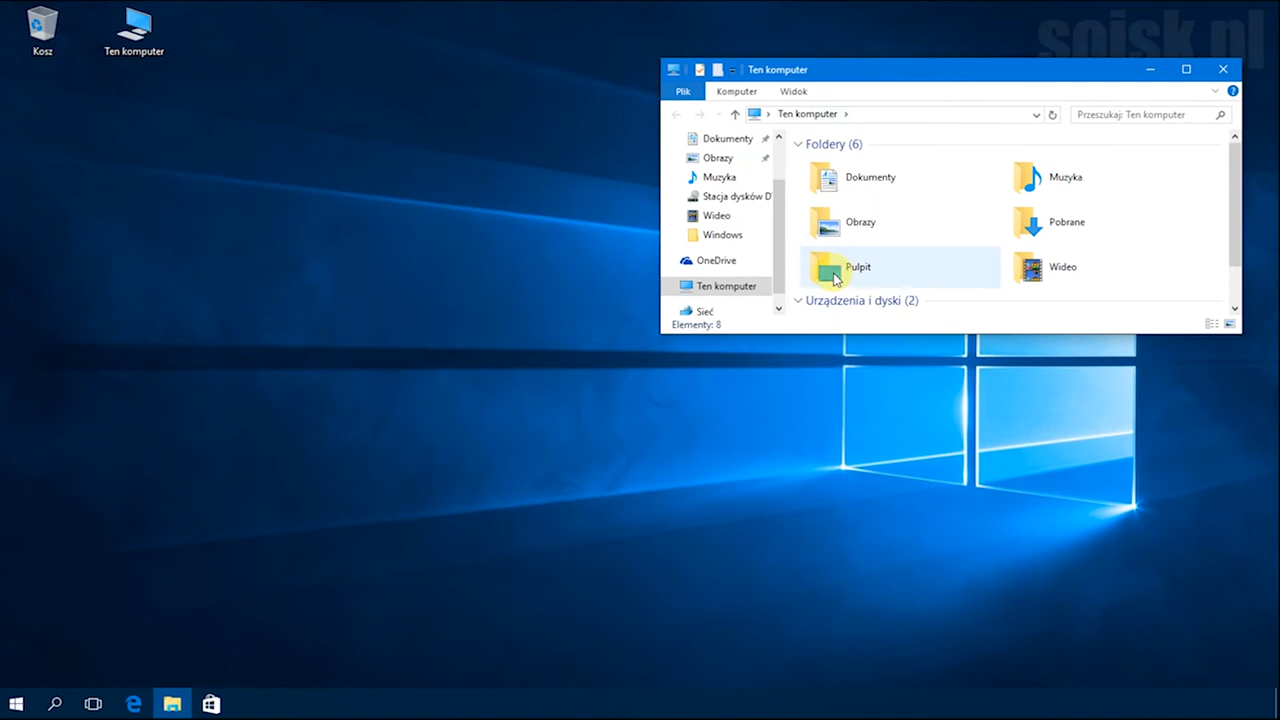 soisk.pl
Kosz
Ten komputer
Ten komputer
Plik Komputer Widok
Ten komputer
Przeszukaj: Ten komputer
Dokumenty
Obrazy
Muzyka
Stacja dysków D
Wideo
Windows
OneDrive
Ten komputer
Sieć
Foldery (6)
Dokumenty
Muzyka
Obrazy
Pobrane
Pulpit
Wideo
Urządzenia i dyski (2)
Elementy: 8